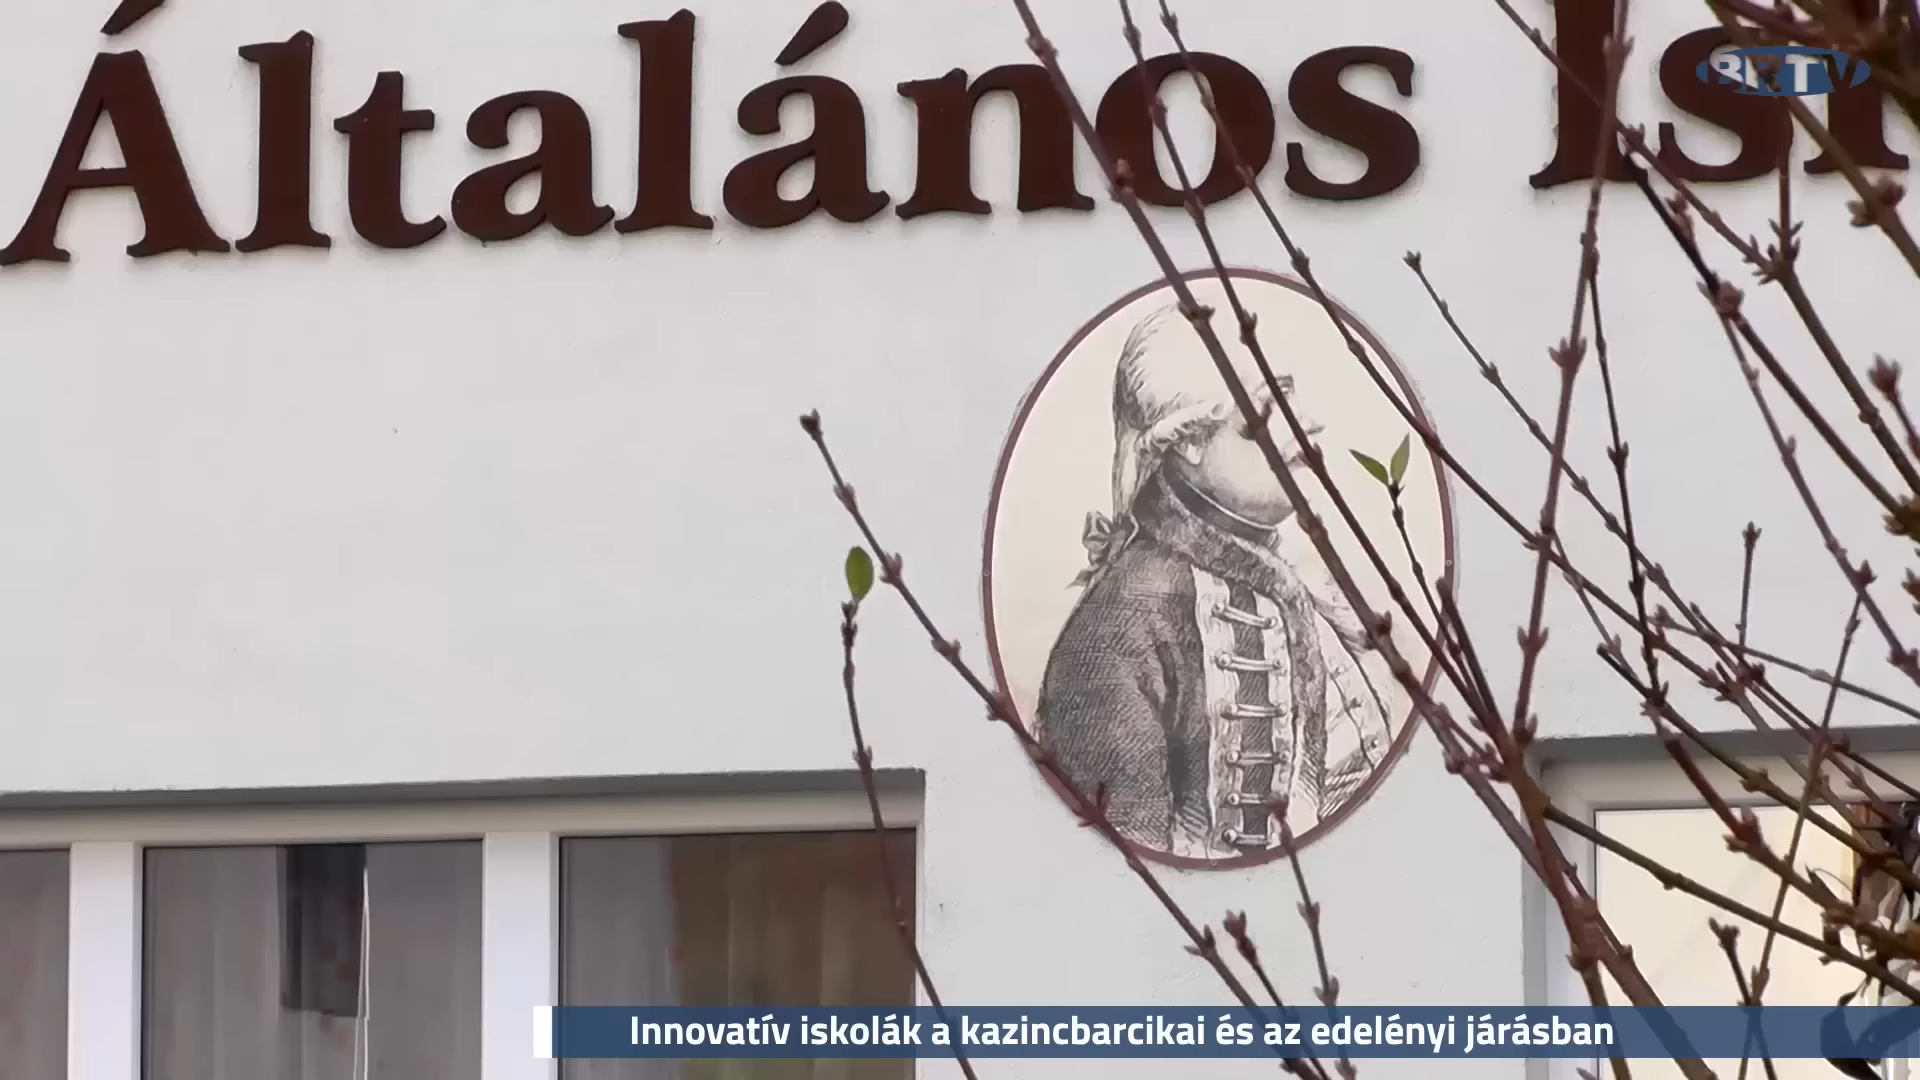 Általános Is
BRTV
Innovatív iskolák a kazincbarcikai és az edelényi járásban